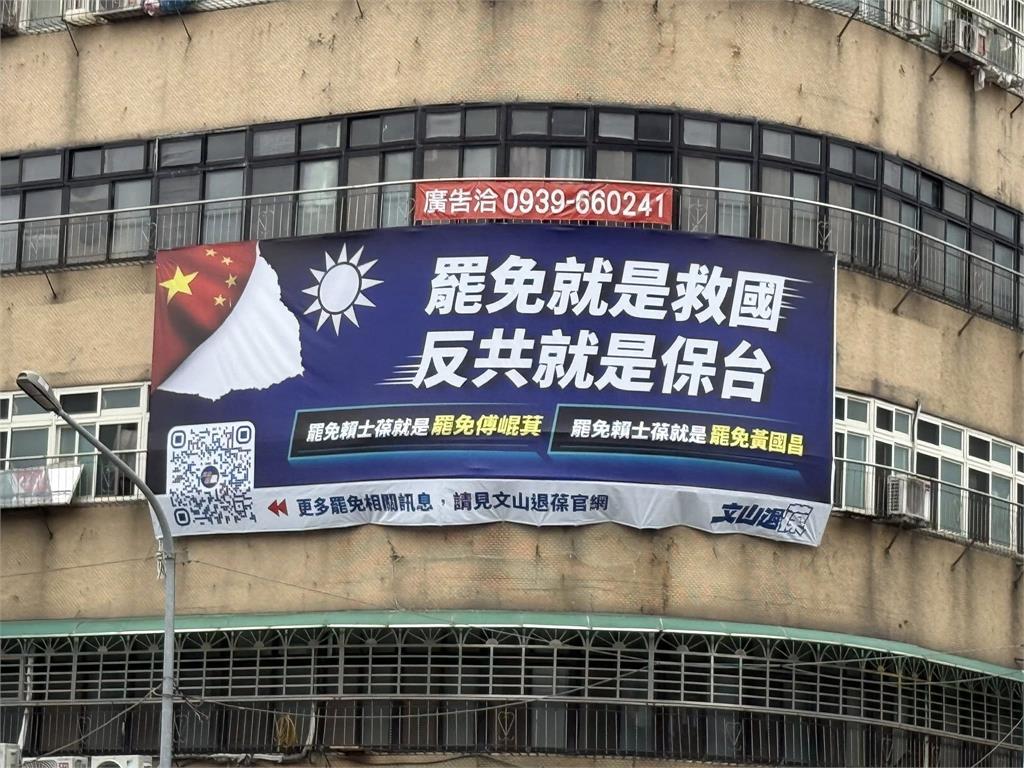 廣告洽 0939-660241
罷免就是救國
反共就是保台
罷免賴士葆就是罷免傅崐萁
罷免賴士葆就是罷免黃國昌
更多罷免相關訊息，請見文山退葆官網
文山退葆